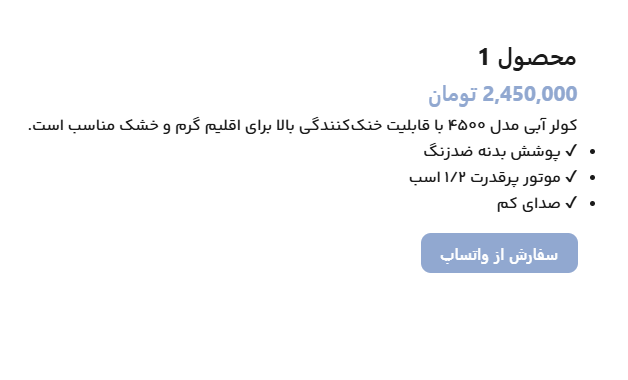 محصول 1
2,450,000 تومان
کولر آبی مدل ۴۵۰۰ با قابلیت خنک‌کنندگی بالا برای اقلیم گرم و خشک مناسب است.
• ✓ پوشش بدنه ضدزنگ
• ✓ موتور پرقدرت ۱/۲ اسب
• ✓ صدای کم
سفارش از واتساپ